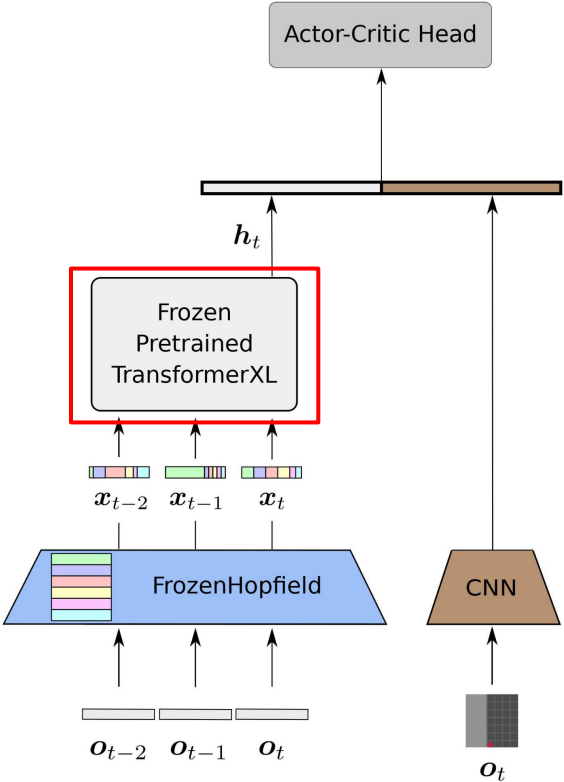 Actor-Critic Head
h_t
Frozen
Pretrained
TransformerXL
x_{t−2} x_{t−1} x_t
FrozenHopfield
CNN
o_{t−2} o_{t−1} o_t
o_t